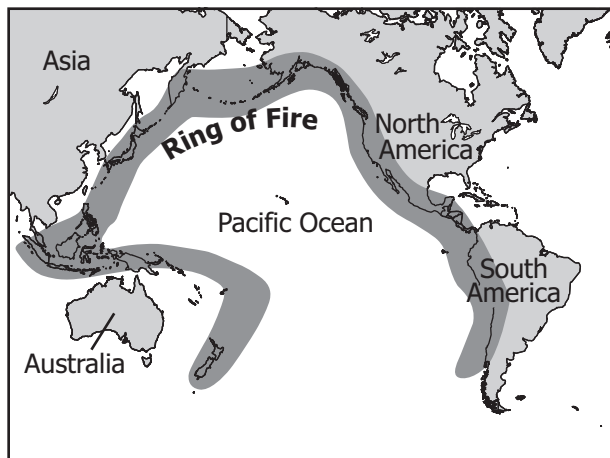 Asia
Ring of Fire
North
America
Pacific Ocean
South
America
Australia